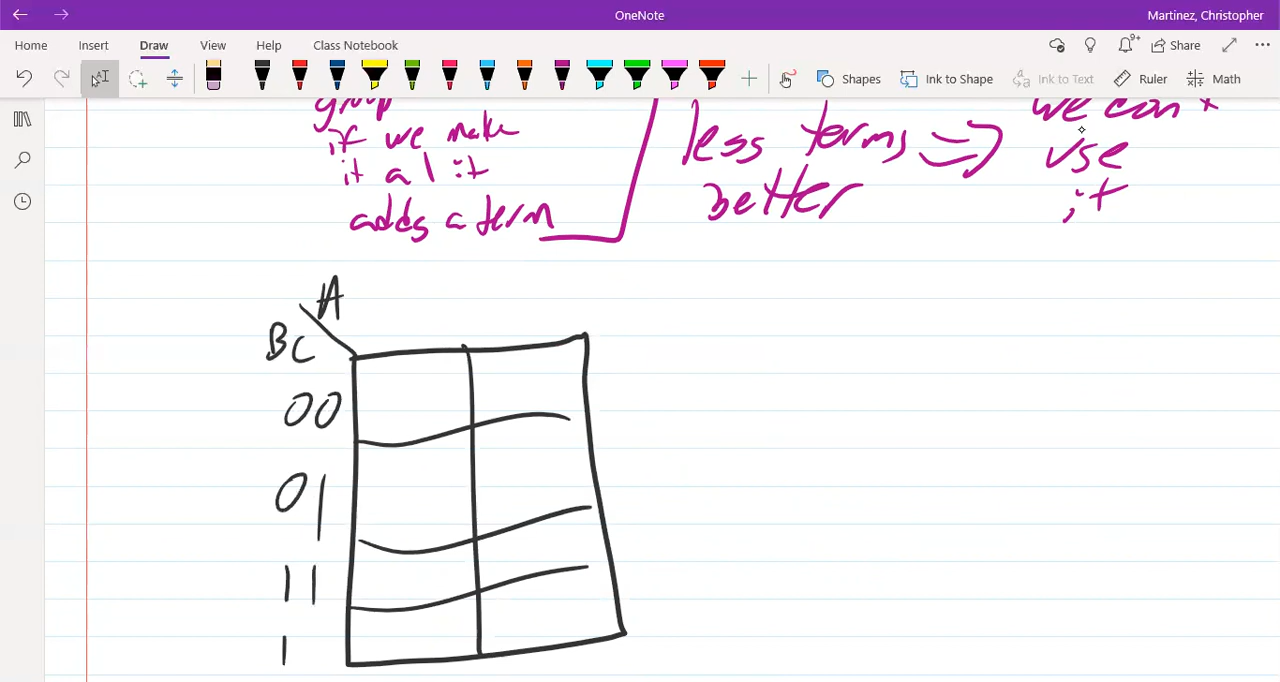 OneNote
Martínez, Christopher
Home Insert Draw View Help Class Notebook
Share
Shapes Ink to Shape Ink to Text Ruler Math
group
if we make
it a 1 it
adds a term
less terms
better
we can't
use
it
A
BC
00
01
11
1